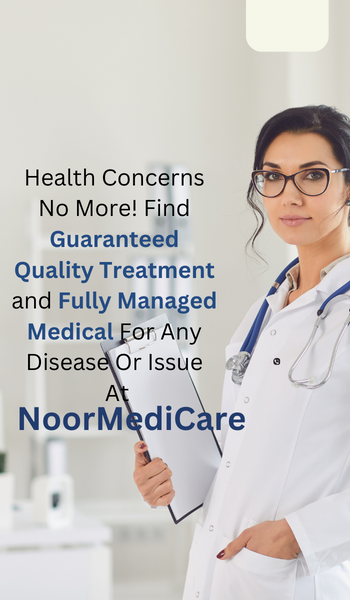 Health Concerns
No More! Find
Guaranteed
Quality Treatment
and Fully Managed
Medical For Any
Disease Or Issue
At
NoorMediCare